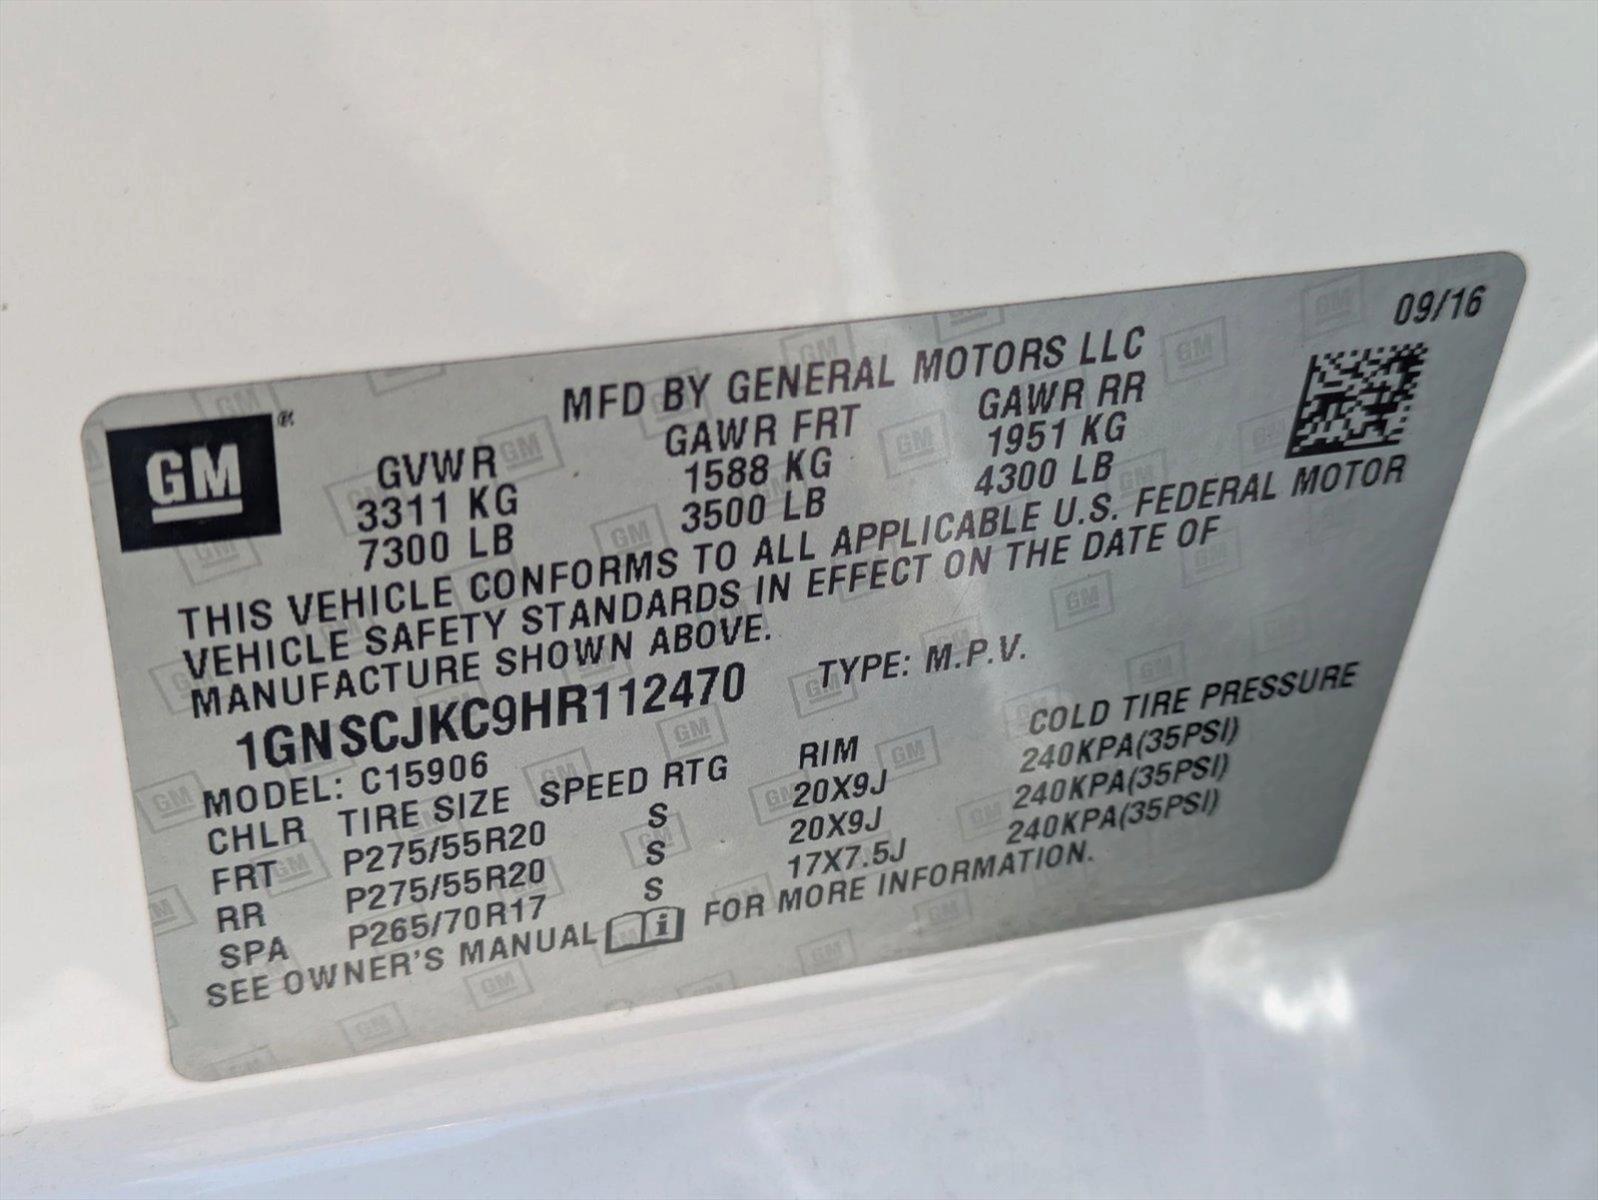 09/16
MFD BY GENERAL MOTORS LLC
GM®
GVWR GAWR FRT GAWR RR
3311 KG 1588 KG 1951 KG
7300 LB 3500 LB 4300 LB
THIS VEHICLE CONFORMS TO ALL APPLICABLE U.S. FEDERAL MOTOR
VEHICLE SAFETY STANDARDS IN EFFECT ON THE DATE OF
MANUFACTURE SHOWN ABOVE.
1GNSCJKC9HR112470 TYPE: M.P.V.
MODEL: C15906
CHLR TIRE SIZE SPEED RTG RIM COLD TIRE PRESSURE
FRT P275/55R20 S 20X9J 240KPA(35PSI)
RR P275/55R20 S 20X9J 240KPA(35PSI)
SPA P265/70R17 S 17X7.5J 240KPA(35PSI)
SEE OWNER'S MANUAL i FOR MORE INFORMATION.